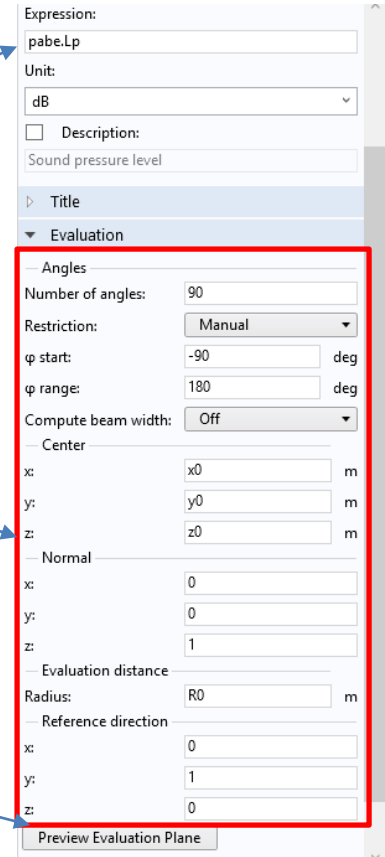 Expression:
pabe.Lp
Unit:
dB
Description:
Sound pressure level
Title
Evaluation
Angles
Number of angles: 90
Restriction: Manual
φ start: -90 deg
φ range: 180 deg
Compute beam width: Off
Center
x: x0 m
y: y0 m
z: z0 m
Normal
x: 0
y: 0
z: 1
Evaluation distance
Radius: R0 m
Reference direction
x: 0
y: 1
z: 0
Preview Evaluation Plane